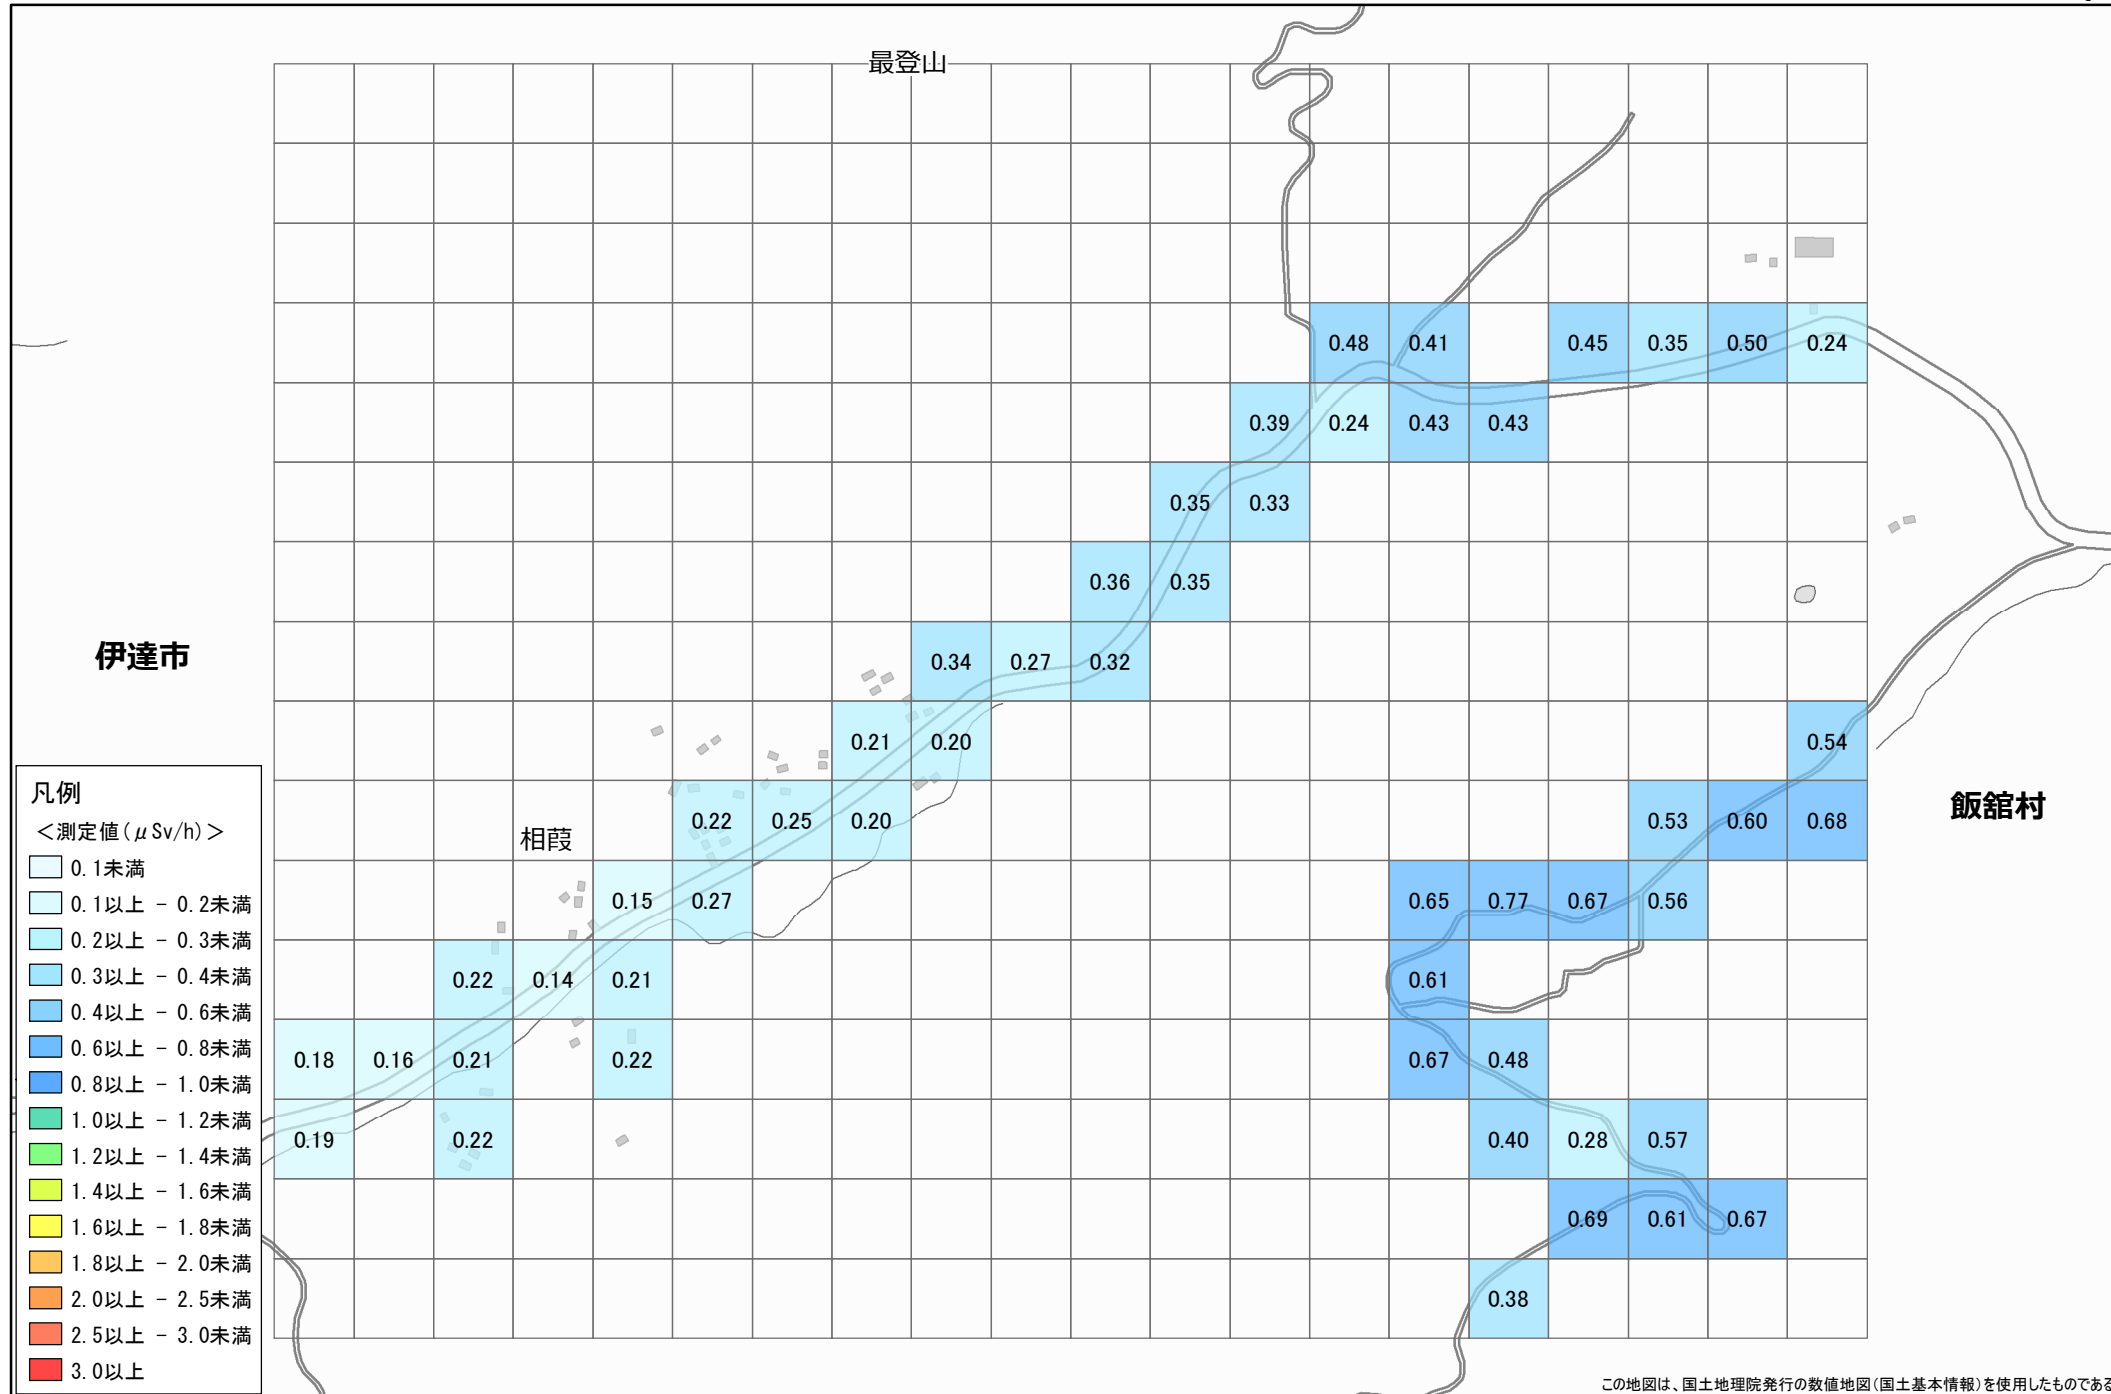 最登山
0.48 0.41 0.45 0.35 0.50 0.24
0.39 0.24 0.43 0.43
0.35 0.33
0.36 0.35
伊達市
0.34 0.27 0.32
0.21 0.20 0.54
飯舘村
相葭
0.22 0.25 0.20 0.53 0.60 0.68
0.15 0.27 0.65 0.77 0.67 0.56
0.22 0.14 0.21 0.61
0.18 0.16 0.21 0.22 0.67 0.48
0.19 0.22 0.40 0.28 0.57
0.69 0.61 0.67
0.38
凡例
＜測定値(μSv/h)＞
0.1未満
0.1以上 - 0.2未満
0.2以上 - 0.3未満
0.3以上 - 0.4未満
0.4以上 - 0.6未満
0.6以上 - 0.8未満
0.8以上 - 1.0未満
1.0以上 - 1.2未満
1.2以上 - 1.4未満
1.4以上 - 1.6未満
1.6以上 - 1.8未満
1.8以上 - 2.0未満
2.0以上 - 2.5未満
2.5以上 - 3.0未満
3.0以上
この地図は、国土地理院発行の数値地図(国土基本情報)を使用したものである